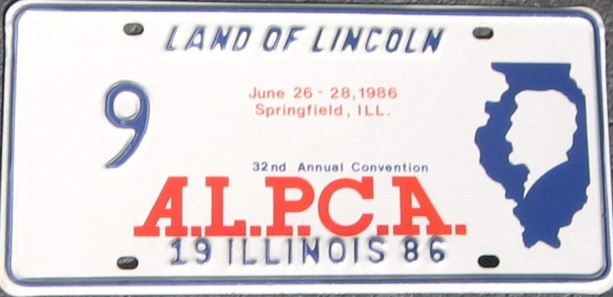 LAND OF LINCOLN
9
June 26 - 28,1986
Springfield, ILL.
32nd Annual Convention
A.L.P.C.A.
19 ILLINOIS 86